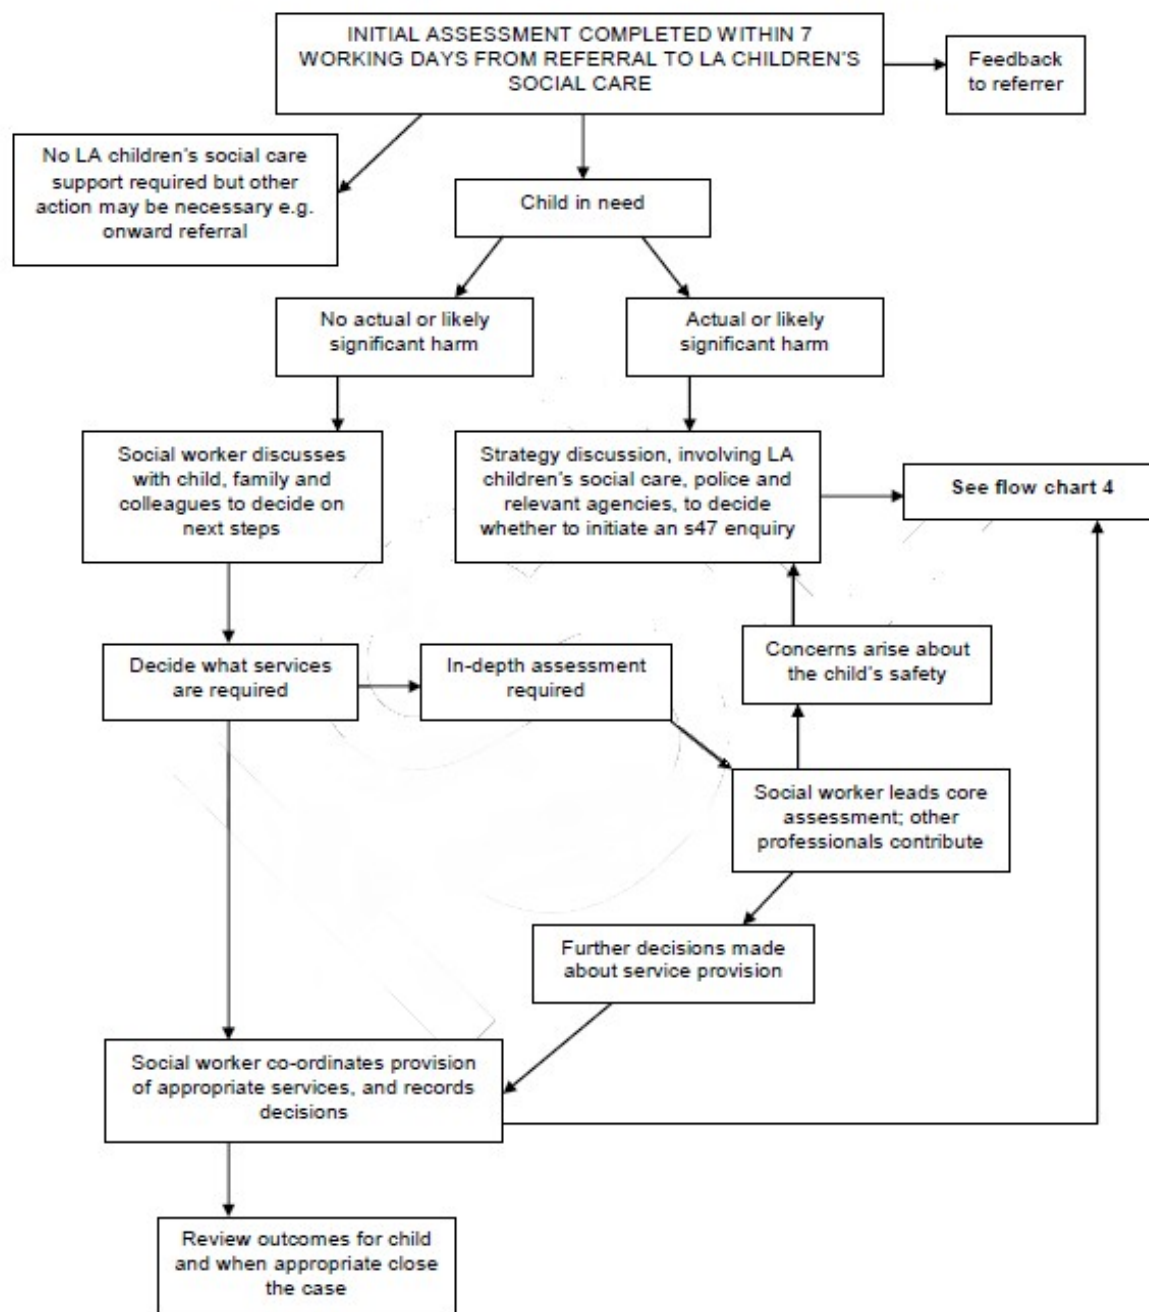 INITIAL ASSESSMENT COMPLETED WITHIN 7
WORKING DAYS FROM REFERRAL TO LA CHILDREN'S
SOCIAL CARE
Feedback
to referrer
No LA children's social care
support required but other
action may be necessary e.g.
onward referral
Child in need
No actual or likely
significant harm
Actual or likely
significant harm
Social worker discusses
with child, family and
colleagues to decide on
next steps
Strategy discussion, involving LA
children's social care, police and
relevant agencies, to decide
whether to initiate an s47 enquiry
See flow chart 4
Decide what services
are required
In-depth assessment
required
Concerns arise about
the child's safety
Social worker leads core
assessment; other
professionals contribute
Further decisions made
about service provision
Social worker co-ordinates provision
of appropriate services, and records
decisions
Review outcomes for child
and when appropriate close
the case